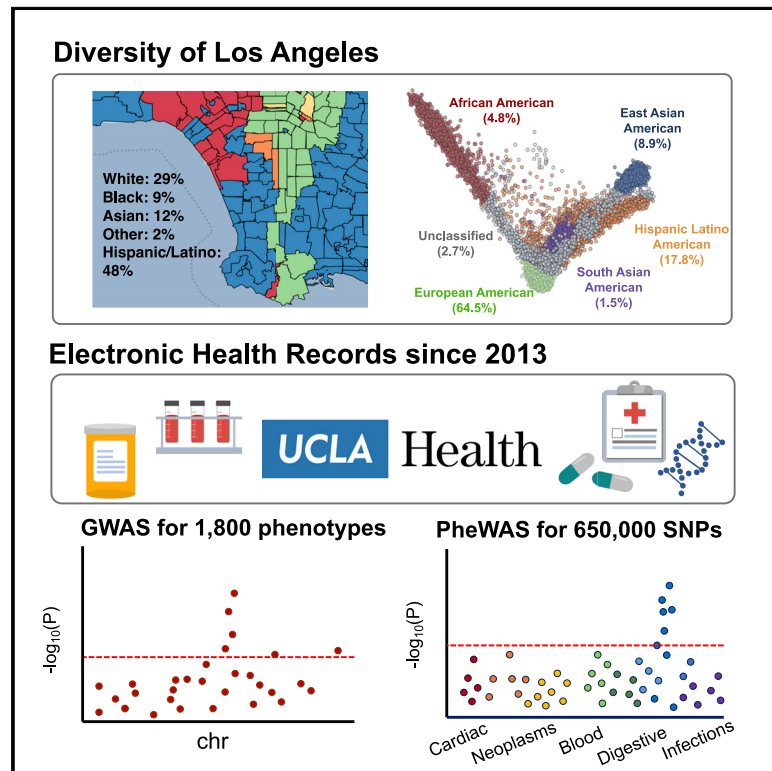 Diversity of Los Angeles
White: 29%
Black: 9%
Asian: 12%
Other: 2%
Hispanic/Latino:
48%
African American
(4.8%)
East Asian
American
(8.9%)
Unclassified
(2.7%)
Hispanic Latino
American
(17.8%)
European American
(64.5%)
South Asian
American
(1.5%)
Electronic Health Records since 2013
UCLA Health
GWAS for 1,800 phenotypes
-log10(P)
chr
PheWAS for 650,000 SNPs
-log10(P)
Cardiac
Neoplasms
Blood
Digestive
Infections